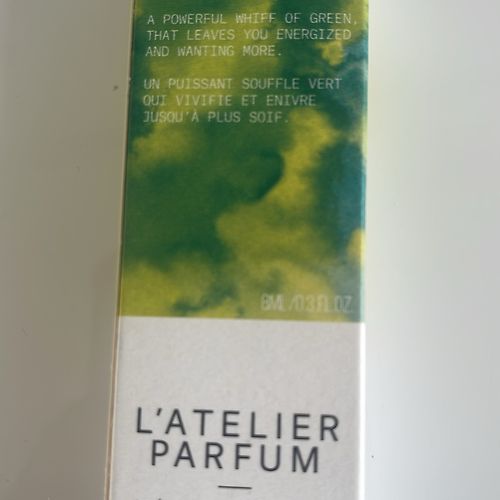 A POWERFUL WHIFF OF GREEN,
THAT LEAVES YOU ENERGIZED
AND WANTING MORE.
UN PUISSANT SOUFFLE VERT
QUI VIVIFIE ET ENIVRE
JUSQU'À PLUS SOIF.
8ML/0.3 FL.OZ.
L'ATELIER
PARFUM